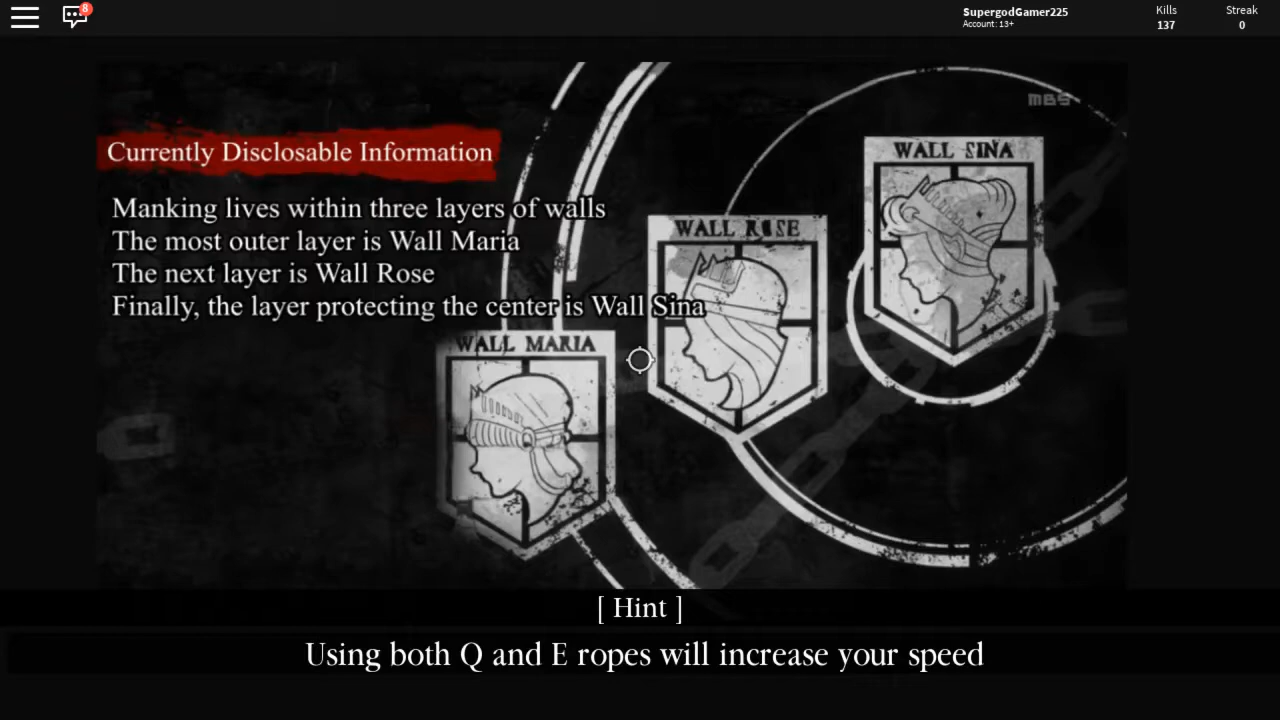 8
SupergodGamer225
Account: 13+
Kills
137
Streak
0
MBS
Currently Disclosable Information
Manking lives within three layers of walls
The most outer layer is Wall Maria
The next layer is Wall Rose
Finally, the layer protecting the center is Wall Sina
WALL SINA
WALL ROSE
WALL MARIA
[ Hint ]
Using both Q and E ropes will increase your speed